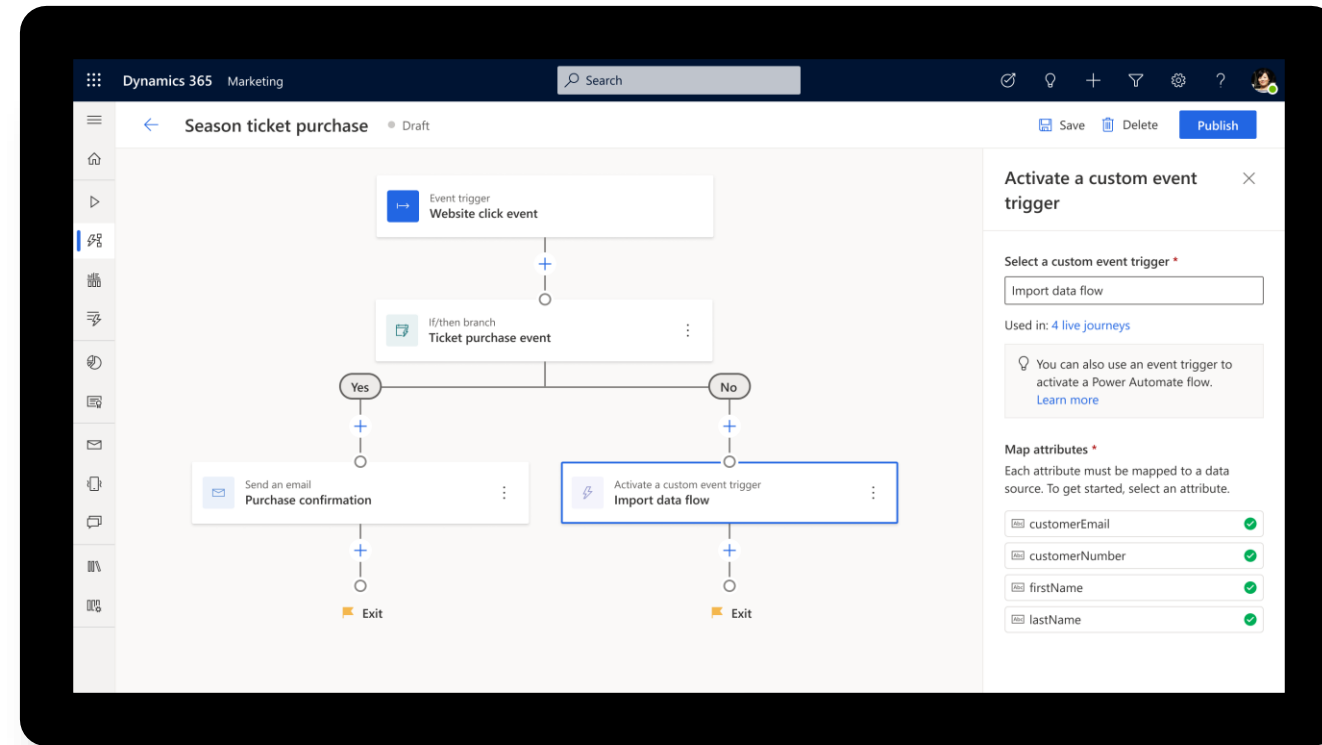 Dynamics 365 Marketing Search ?
Season ticket purchase Draft Save Delete Publish
Event trigger
Website click event
If/then branch
Ticket purchase event
Yes No
Send an email
Purchase confirmation
Activate a custom event trigger
Import data flow
Exit Exit
Activate a custom event
trigger
Select a custom event trigger *
Import data flow
Used in: 4 live journeys
You can also use an event trigger to
activate a Power Automate flow.
Learn more
Map attributes *
Each attribute must be mapped to a data
source. To get started, select an attribute.
Abc customerEmail
Abc customerNumber
Abc firstName
Abc lastName